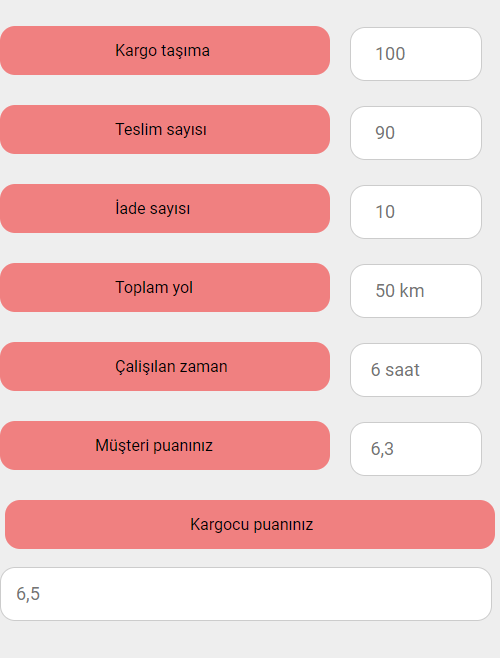 Kargo taşıma 100
Teslim sayısı 90
İade sayısı 10
Toplam yol 50 km
Çalışılan zaman 6 saat
Müşteri puanınız 6,3
Kargocu puanınız
6,5